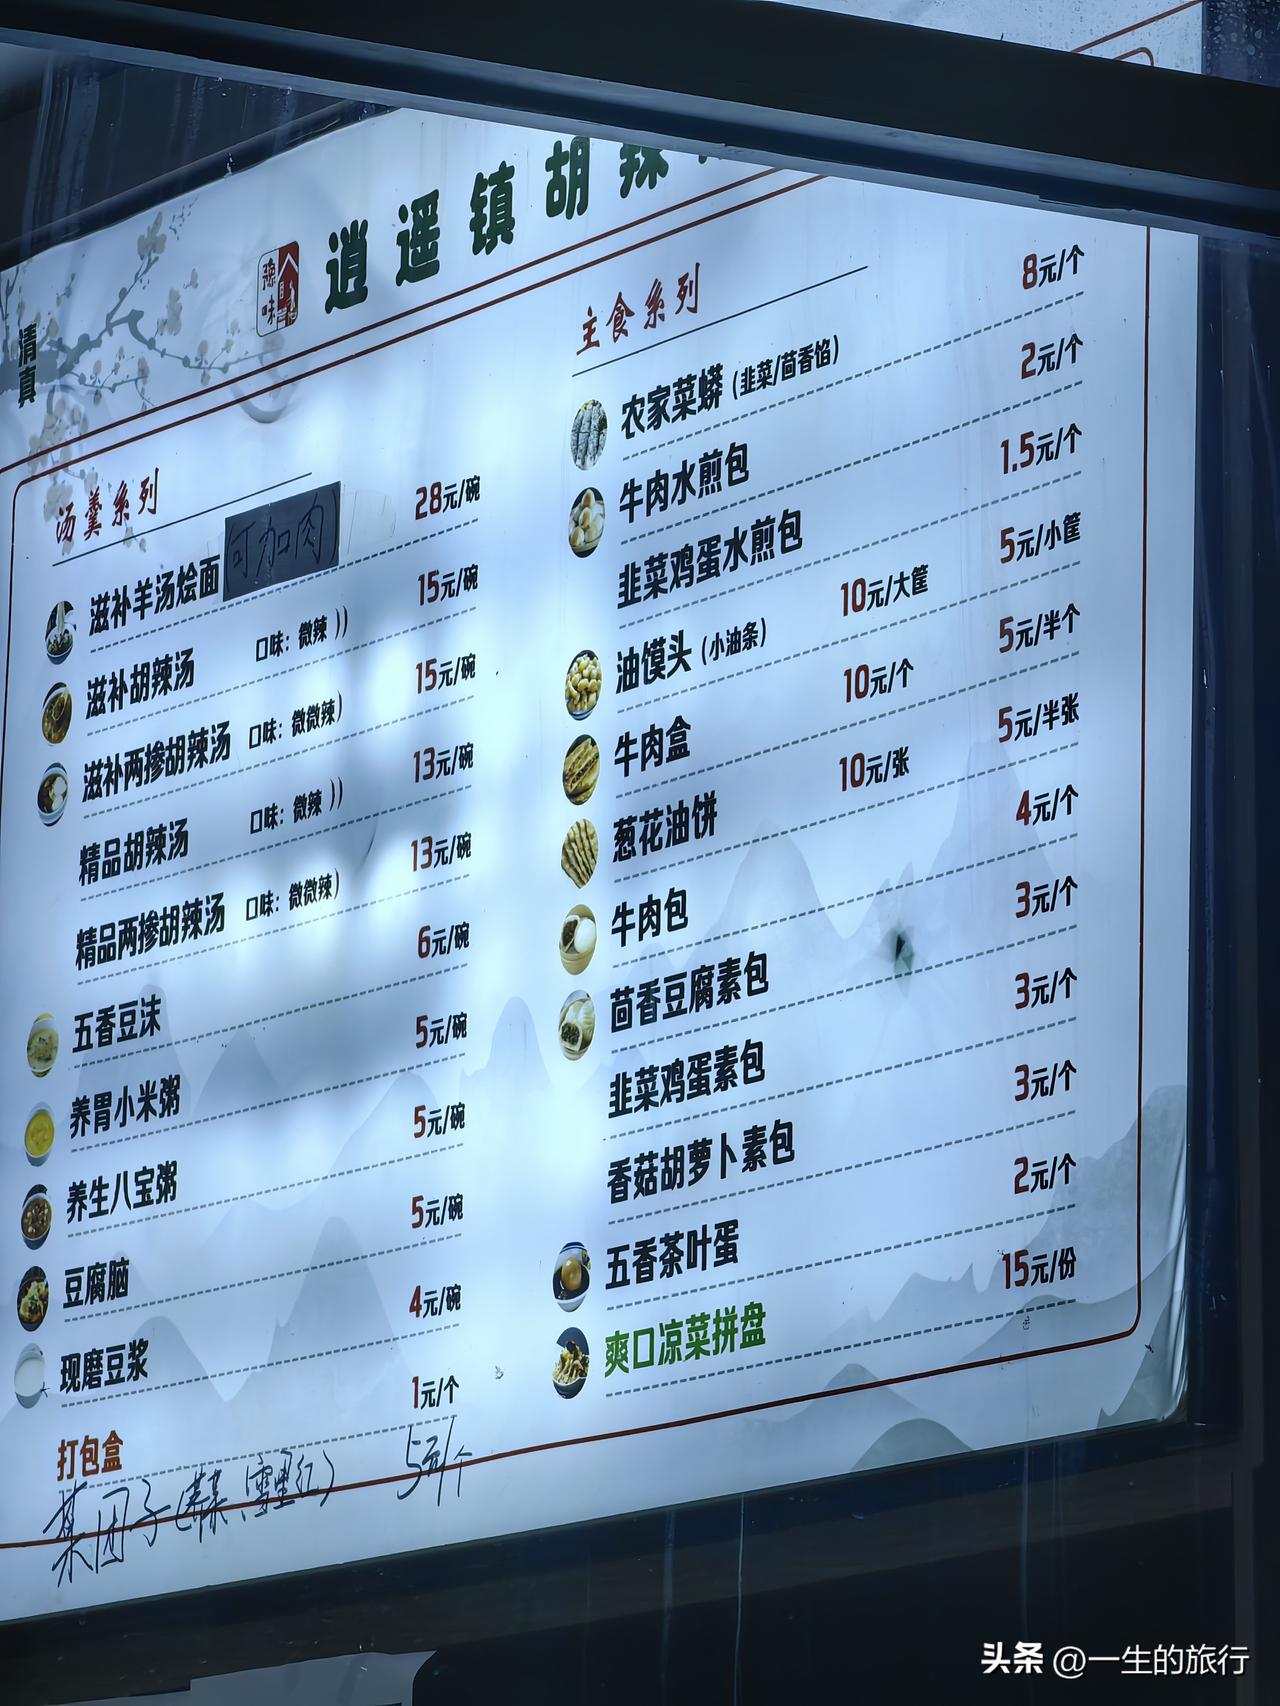 逍遥镇胡辣
豫味
清真
汤羹系列
滋补羊汤烩面 (可加肉) 28元/碗
滋补胡辣汤 口味：微辣 )) 15元/碗
滋补两掺胡辣汤 口味：微微辣) 15元/碗
精品胡辣汤 口味：微辣 )) 13元/碗
精品两掺胡辣汤 口味：微微辣) 13元/碗
五香豆沫 6元/碗
养胃小米粥 5元/碗
养生八宝粥 5元/碗
豆腐脑 5元/碗
现磨豆浆 4元/碗
打包盒 1元/个
菜团子 (雪里红) 5元/个
主食系列
农家菜蟒 (韭菜/茴香馅) 8元/个
牛肉水煎包 2元/个
韭菜鸡蛋水煎包 1.5元/个
油馍头 (小油条) 10元/大筐 5元/小筐
牛肉盒 10元/个 5元/半个
葱花油饼 10元/张 5元/半张
牛肉包 4元/个
茴香豆腐素包 3元/个
韭菜鸡蛋素包 3元/个
香菇胡萝卜素包 3元/个
五香茶叶蛋 2元/个
爽口凉菜拼盘 15元/份
头条 @一生的旅行